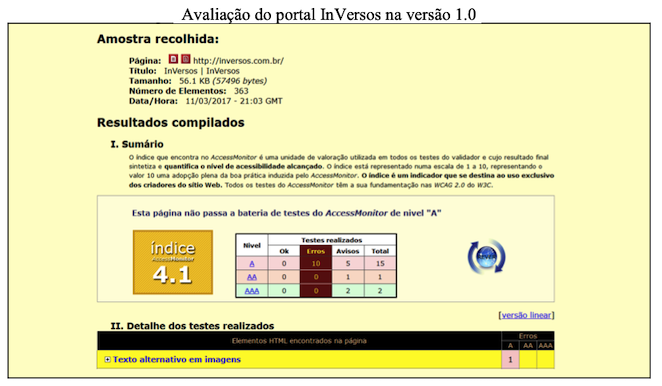 Avaliação do portal InVersos na versão 1.0
Amostra recolhida:
Página: http://inversos.com.br/
Título: InVersos | InVersos
Tamanho: 56.1 KB (57496 bytes)
Número de Elementos: 363
Data/Hora: 11/03/2017 - 21:03 GMT
Resultados compilados
I. Sumário
O índice que encontra no AccessMonitor é uma unidade de valoração utilizada em todos os testes do validador e cujo resultado final
sintetiza e quantifica o nível de acessibilidade alcançado. O índice está representado numa escala de 1 a 10, representando o
valor 10 uma adopção plena da boa prática induzida pelo AccessMonitor. O índice é um indicador que se destina ao uso exclusivo
dos criadores do sítio Web. Todos os testes do AccessMonitor têm a sua fundamentação nas WCAG 2.0 do W3C.
Esta página não passa a bateria de testes do AccessMonitor de nível "A"
índice
AccessMonitor
4.1
Nível Testes realizados
Ok Erros Avisos Total
A 0 10 5 15
AA 0 0 1 1
AAA 0 0 2 2
[versão linear]
II. Detalhe dos testes realizados
Elementos HTML encontrados na página Erros
A AA AAA
Texto alternativo em imagens 1